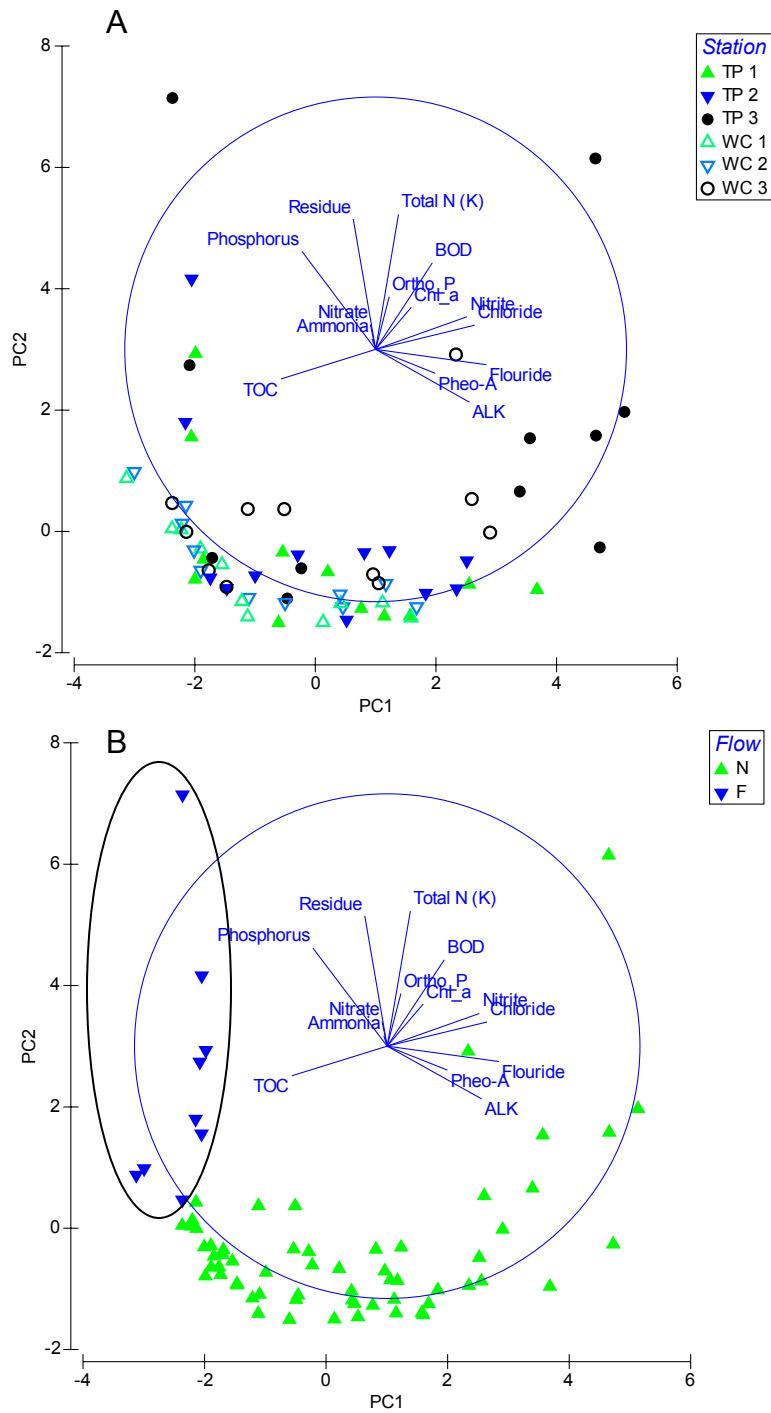 A
Station
TP 1
TP 2
TP 3
WC 1
WC 2
WC 3
8
6
4
2
0
-2
PC2
Residue
Total N (K)
Phosphorus
BOD
Ortho_P
Chl_a
Nitrate
Nitrite
Ammonia
Chloride
Flouride
TOC
Pheo-A
ALK
-4
-2
0
2
4
6
PC1
B
Flow
N
F
8
6
4
2
0
-2
PC2
Residue
Total N (K)
Phosphorus
BOD
Ortho_P
Chl_a
Nitrate
Nitrite
Ammonia
Chloride
Flouride
TOC
Pheo-A
ALK
-4
-2
0
2
4
6
PC1